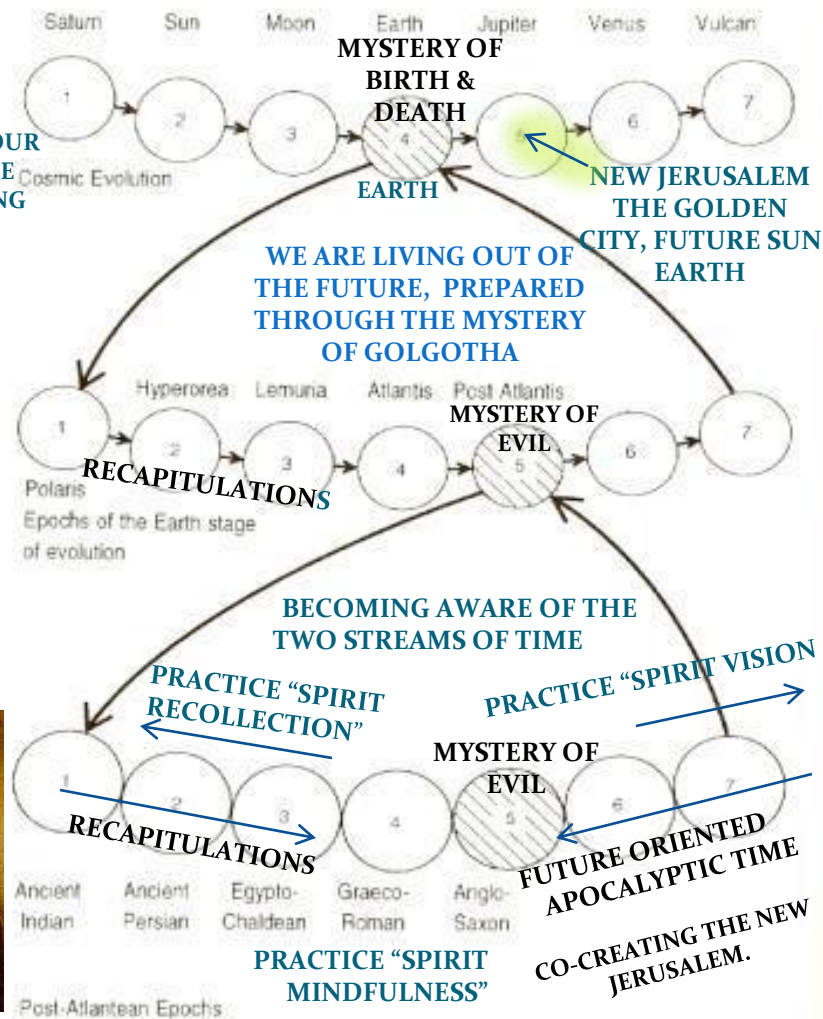 Saturn Sun Moon Earth Jupiter Venus Vulcan
MYSTERY OF
BIRTH &
DEATH
1 2 3 4 5 6 7
OUR
E
NG
Cosmic Evolution
EARTH
NEW JERUSALEM
THE GOLDEN
CITY, FUTURE SUN
EARTH
WE ARE LIVING OUT OF
THE FUTURE, PREPARED
THROUGH THE MYSTERY
OF GOLGOTHA
Hyperorea Lemuria Atlantis Post Atlantis
MYSTERY OF
EVIL
1 2 3 4 5 6 7
RECAPITULATIONS
Polaris
Epochs of the Earth stage
of evolution
BECOMING AWARE OF THE
TWO STREAMS OF TIME
PRACTICE “SPIRIT
RECOLLECTION”
PRACTICE “SPIRIT VISION
MYSTERY OF
EVIL
1 2 3 4 5 6 7
RECAPITULATIONS
FUTURE ORIENTED
APOCALYPTIC TIME
Ancient Ancient Egypto- Graeco- Anglo-
Indian Persian Chaldean Roman Saxon
CO-CREATING THE NEW
JERUSALEM.
PRACTICE “SPIRIT
MINDFULNESS”
Post-Atlantean Epochs